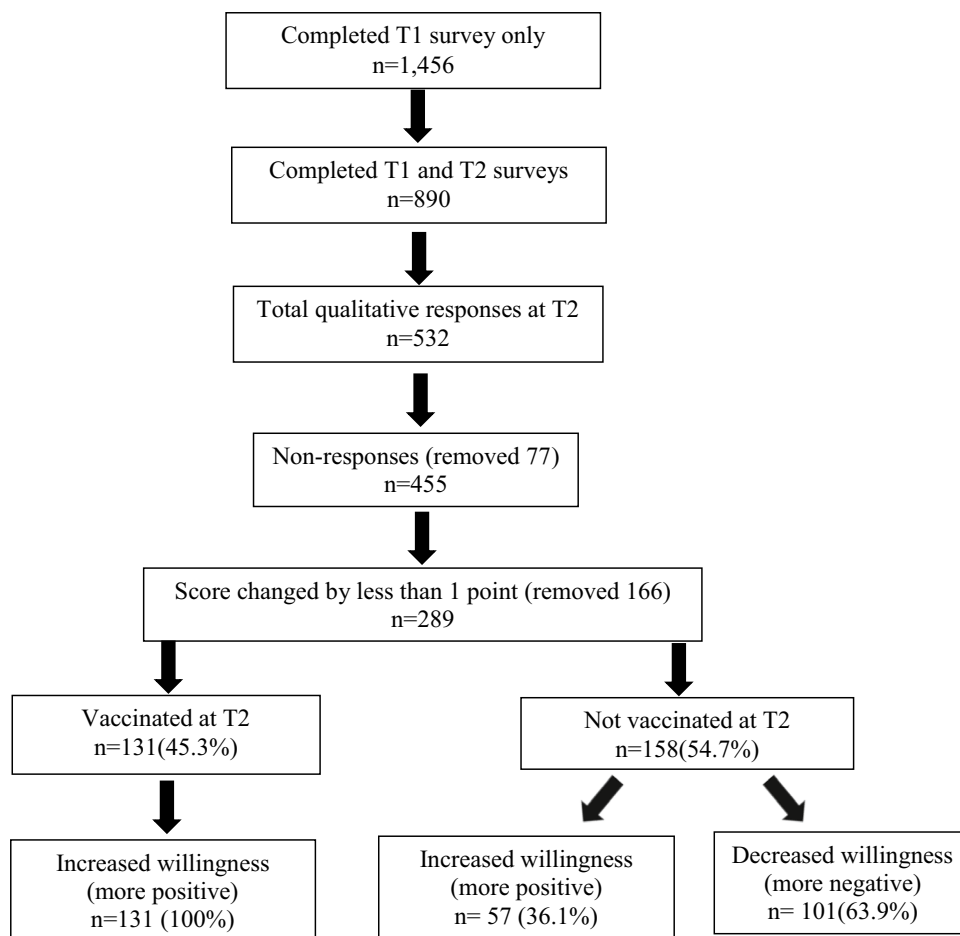 Completed T1 survey only
n=1,456
Completed T1 and T2 surveys
n=890
Total qualitative responses at T2
n=532
Non-responses (removed 77)
n=455
Score changed by less than 1 point (removed 166)
n=289
Vaccinated at T2
n=131(45.3%)
Not vaccinated at T2
n=158(54.7%)
Increased willingness
(more positive)
n=131 (100%)
Increased willingness
(more positive)
n= 57 (36.1%)
Decreased willingness
(more negative)
n= 101(63.9%)